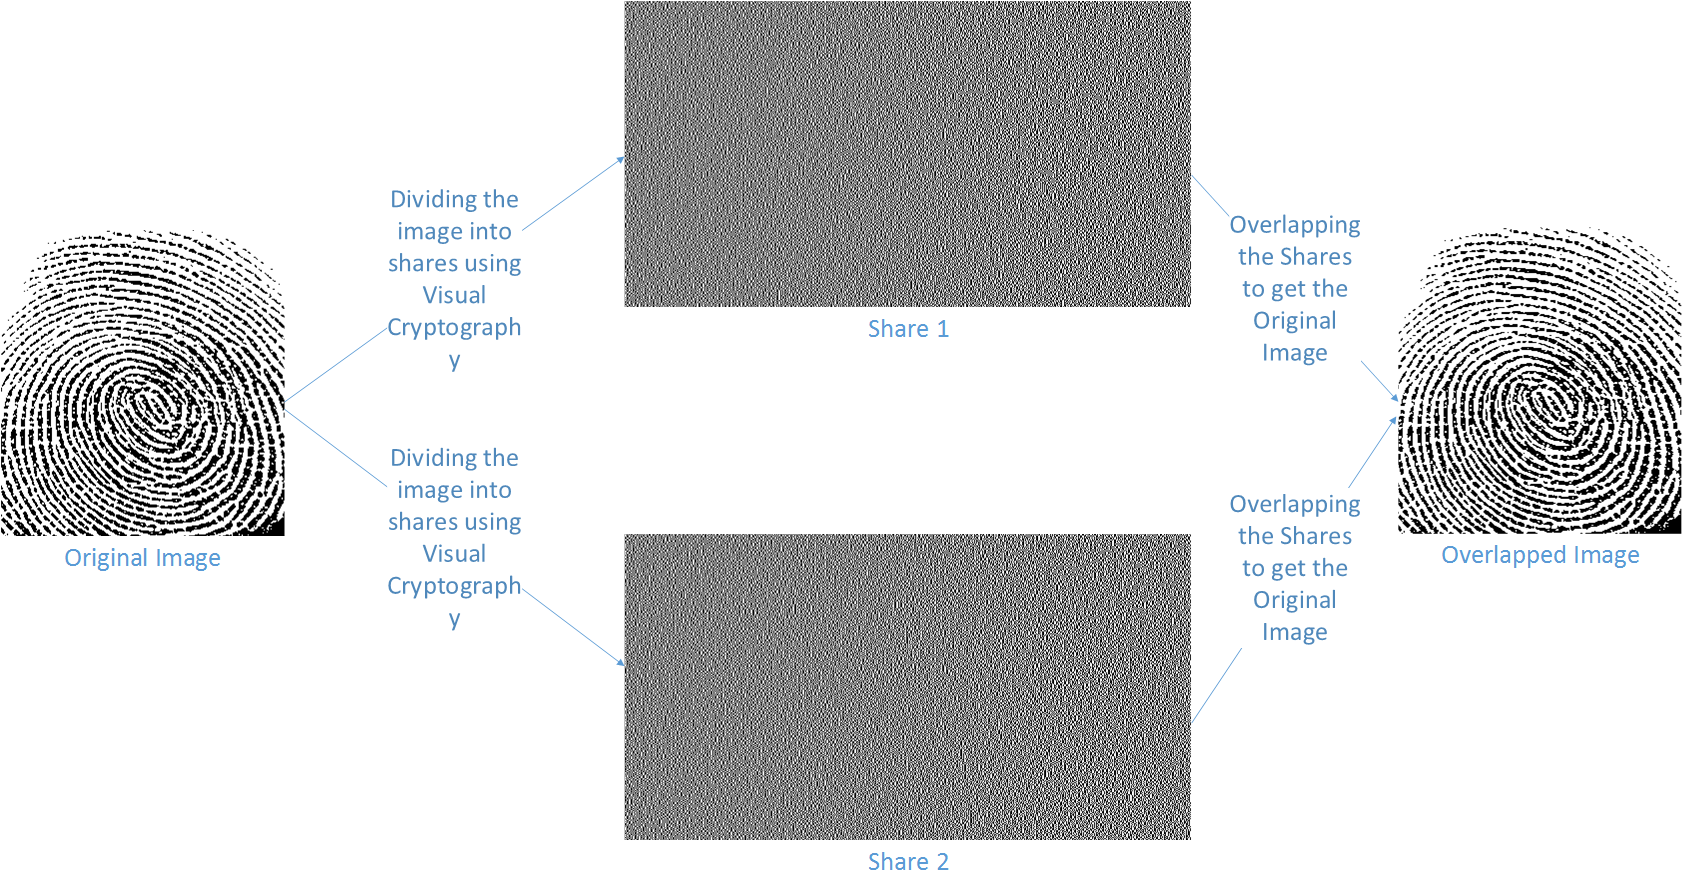 Dividing the
image into
shares using
Visual
Cryptograph
y
Share 1
Overlapping
the Shares
to get the
Original
Image
Original Image
Dividing the
image into
shares using
Visual
Cryptograph
y
Share 2
Overlapping
the Shares
to get the
Original
Image
Overlapped Image